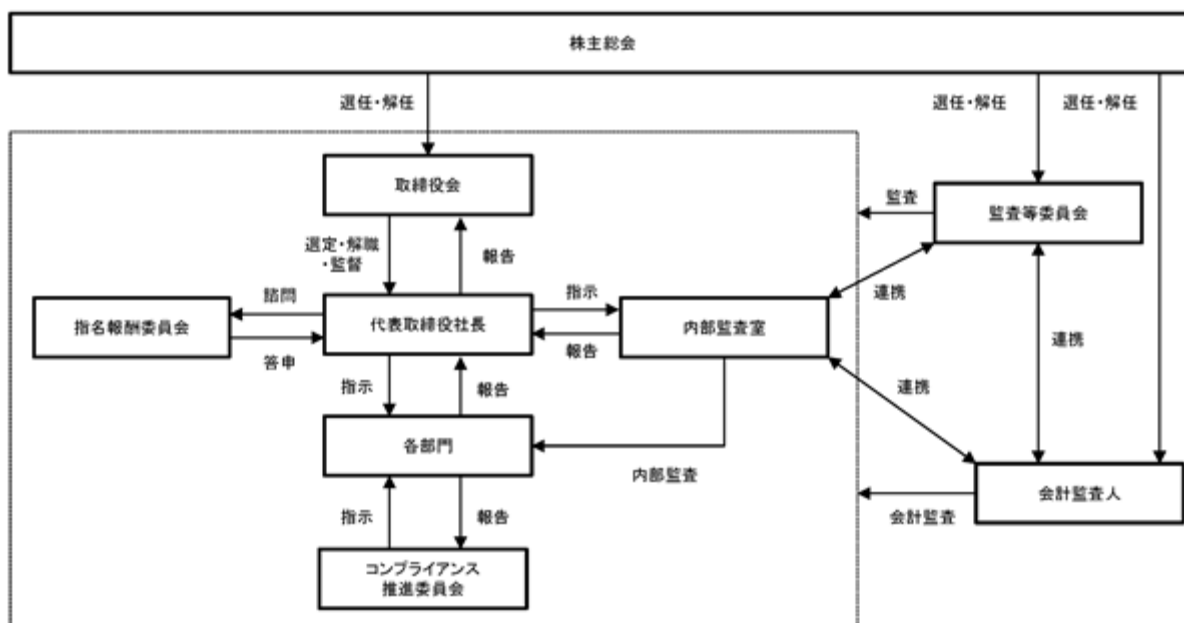 株主総会
選任・解任
選任・解任
選任・解任
取締役会
監査
監査等委員会
選定・解職
・監督
報告
諮問
指示
連携
指名報酬委員会
代表取締役社長
内部監査室
答申
報告
連携
指示
報告
連携
各部門
内部監査
指示
報告
会計監査
会計監査人
コンプライアンス
推進委員会